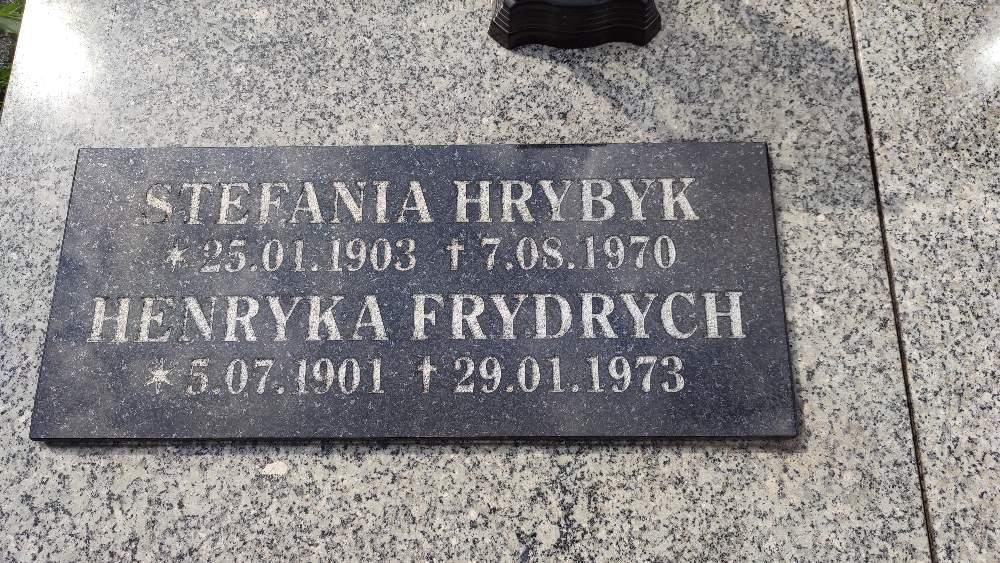 STEFANIA HRYBYK
* 25.01.1903 † 7.08.1970
HENRYKA FRYDRYCH
* 5.07.1901 † 29.01.1973